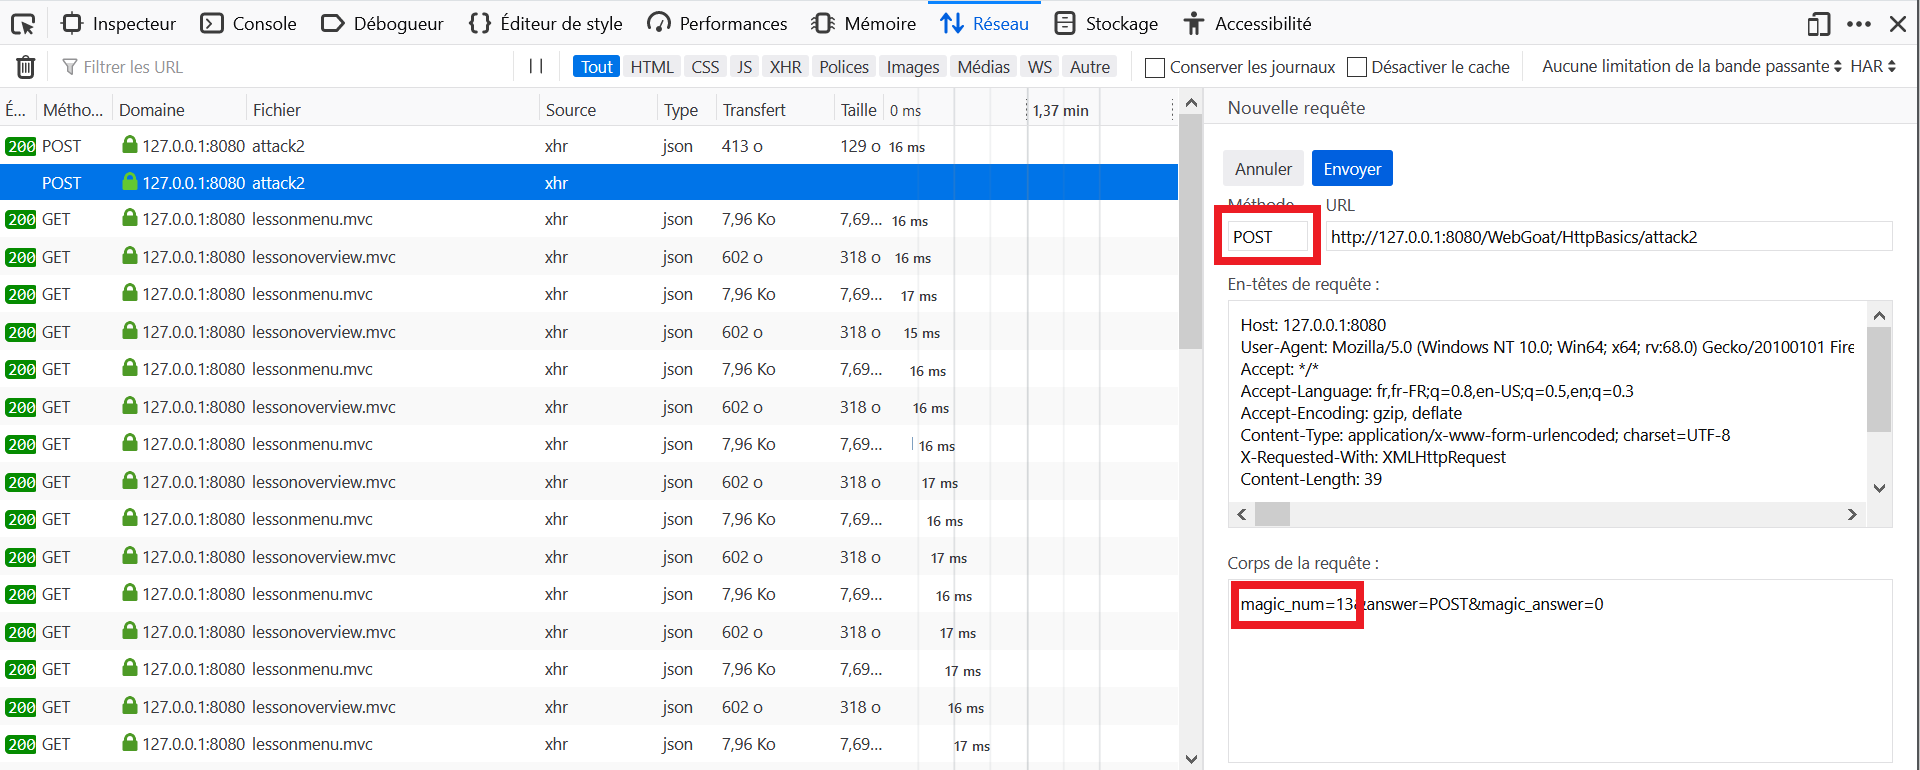 Inspecteur Console Débogueur Éditeur de style Performances Mémoire Réseau Stockage Accessibilité
Filtrer les URL Tout HTML CSS JS XHR Polices Images Médias WS Autre Conserver les journaux Désactiver le cache Aucune limitation de la bande passante HAR
É... Métho... Domaine Fichier Source Type Transfert Taille 0 ms 1,37 min
200 POST 127.0.0.1:8080 attack2 xhr json 413 o 129 o 16 ms
POST 127.0.0.1:8080 attack2 xhr
200 GET 127.0.0.1:8080 lessonmenu.mvc xhr json 7,96 Ko 7,69... 16 ms
200 GET 127.0.0.1:8080 lessonoverview.mvc xhr json 602 o 318 o 16 ms
200 GET 127.0.0.1:8080 lessonmenu.mvc xhr json 7,96 Ko 7,69... 17 ms
200 GET 127.0.0.1:8080 lessonoverview.mvc xhr json 602 o 318 o 15 ms
200 GET 127.0.0.1:8080 lessonmenu.mvc xhr json 7,96 Ko 7,69... 16 ms
200 GET 127.0.0.1:8080 lessonoverview.mvc xhr json 602 o 318 o 16 ms
200 GET 127.0.0.1:8080 lessonmenu.mvc xhr json 7,96 Ko 7,69... 16 ms
200 GET 127.0.0.1:8080 lessonoverview.mvc xhr json 602 o 318 o 17 ms
200 GET 127.0.0.1:8080 lessonmenu.mvc xhr json 7,96 Ko 7,69... 16 ms
200 GET 127.0.0.1:8080 lessonoverview.mvc xhr json 602 o 318 o 17 ms
200 GET 127.0.0.1:8080 lessonmenu.mvc xhr json 7,96 Ko 7,69... 16 ms
200 GET 127.0.0.1:8080 lessonoverview.mvc xhr json 602 o 318 o 17 ms
200 GET 127.0.0.1:8080 lessonmenu.mvc xhr json 7,96 Ko 7,69... 17 ms
200 GET 127.0.0.1:8080 lessonoverview.mvc xhr json 602 o 318 o 16 ms
200 GET 127.0.0.1:8080 lessonmenu.mvc xhr json 7,96 Ko 7,69... 17 ms
Nouvelle requête
Annuler Envoyer
Méthode URL
POST http://127.0.0.1:8080/WebGoat/HttpBasics/attack2
En-têtes de requête :
Host: 127.0.0.1:8080
User-Agent: Mozilla/5.0 (Windows NT 10.0; Win64; x64; rv:68.0) Gecko/20100101 Fire
Accept: */*
Accept-Language: fr,fr-FR;q=0.8,en-US;q=0.5,en;q=0.3
Accept-Encoding: gzip, deflate
Content-Type: application/x-www-form-urlencoded; charset=UTF-8
X-Requested-With: XMLHttpRequest
Content-Length: 39
Corps de la requête :
magic_num=13&answer=POST&magic_answer=0